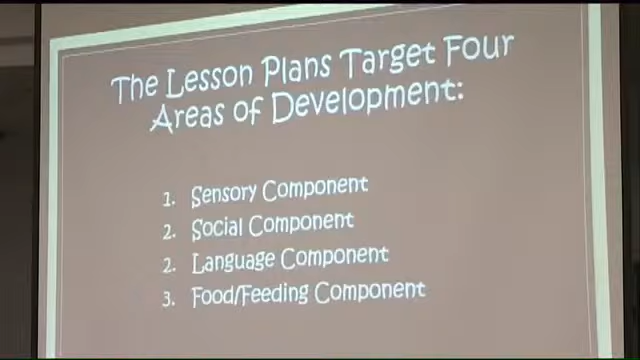 The Lesson Plans Target Four
Areas of Development:
1. Sensory Component
2. Social Component
2. Language Component
3. Food/Feeding Component